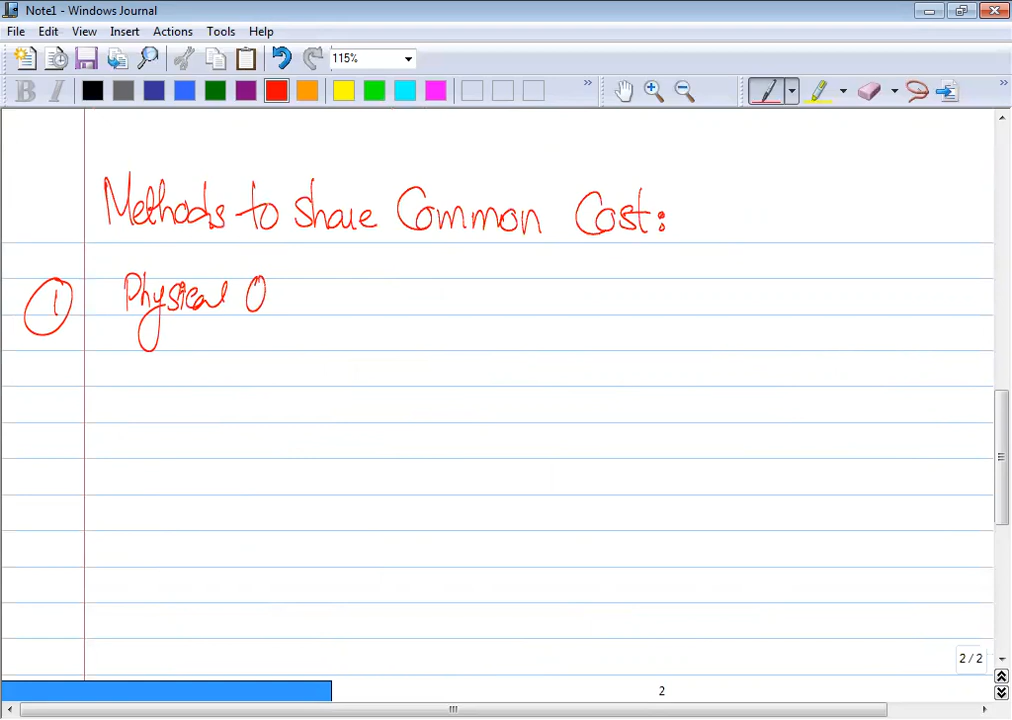 Note1 - Windows Journal
File Edit View Insert Actions Tools Help
115%
B I
Methods to share Common Cost:
1 Physical O
2 / 2
2